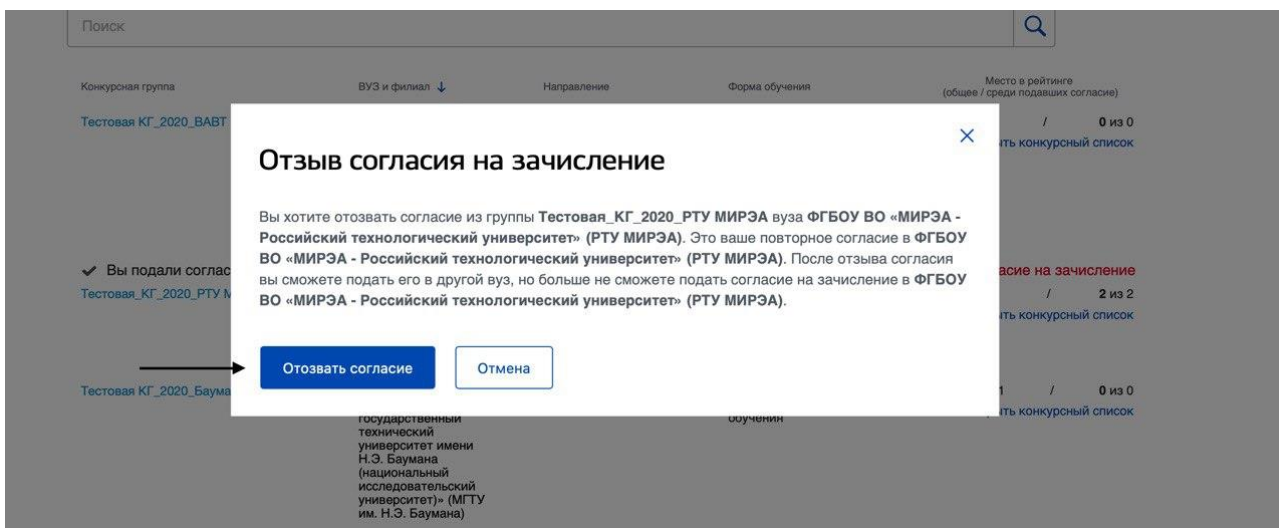 Поиск
Конкурсная группа ВУЗ и филиал Направление Форма обучения Место в рейтинге
(общее / среди подавших согласие)
Тестовая КГ_2020_ВАВТ / 0 из 0
конкурсный список
Отзыв согласия на зачисление
Вы хотите отозвать согласие из группы Тестовая_КГ_2020_РТУ МИРЭА вуза ФГБОУ ВО «МИРЭА -
Российский технологический университет» (РТУ МИРЭА). Это ваше повторное согласие в ФГБОУ
ВО «МИРЭА - Российский технологический университет» (РТУ МИРЭА). После отзыва согласия
вы сможете подать его в другой вуз, но больше не сможете подать согласие на зачисление в ФГБОУ
ВО «МИРЭА - Российский технологический университет» (РТУ МИРЭА).
Вы подали соглас асие на зачисление
Тестовая_КГ_2020_РТУ М / 2 из 2
конкурсный список
Отозвать согласие Отмена
Тестовая КГ_2020_Баума 1 / 0 из 0
конкурсный список
государственный обучения
технический
университет имени
Н.Э. Баумана
(национальный
исследовательский
университет)» (МГТУ
им. Н.Э. Баумана)